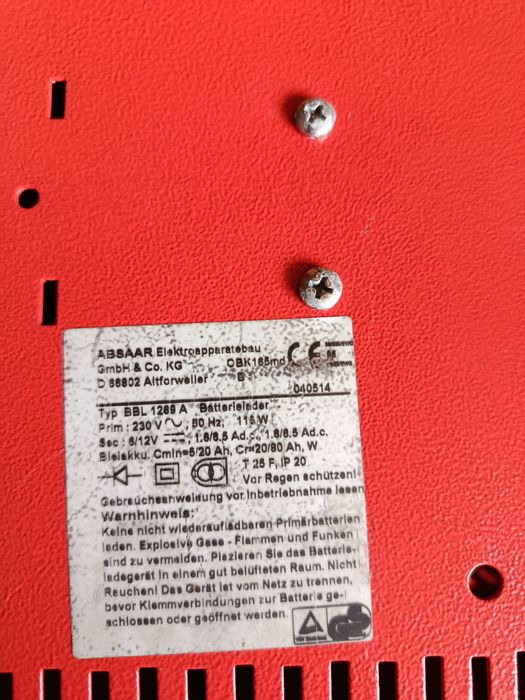 ABSAAR Elektroapparatebau
GmbH & Co. KG OBK165md CE 95
D 66802 Altforweiler B
040514
Typ BBL 1289 A Batterielader
Prim : 230 V ~, 50 Hz, 115 W
Sec : 6/12V ⎓, 1.6/6.5 Ad.c., 1.6/6.5 Ad.c.
Bleiakku. Cmin=5/20 Ah, Cr=20/80 Ah, W
T 25 F, IP 20
Vor Regen schützen!
Gebrauchsanweisung vor Inbetriebnahme lesen
Warnhinweis:
Keine nicht wiederaufladbaren Primärbatterien
laden. Explosive Gase - Flammen und Funken
sind zu vermeiden. Plazieren Sie das Batterie-
ladegerät in einem gut belüfteten Raum. Nicht
Rauchen! Das Gerät ist vom Netz zu trennen,
bevor Klemmverbindungen zur Batterie ge-
schlossen oder geöffnet werden.